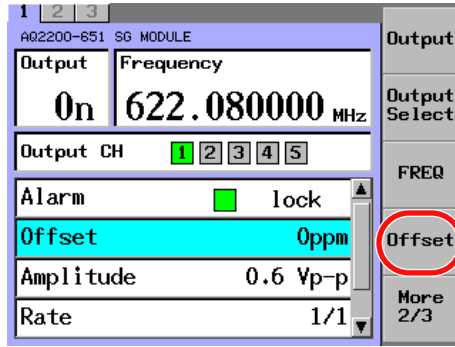 1 2 3
AQ2200-651 SG MODULE
Output Frequency
On 622.080000 MHz
Output CH 1 2 3 4 5
Alarm lock
Offset 0ppm
Amplitude 0.6 Vp-p
Rate 1/1
Output
Output
Select
FREQ
Offset
More
2/3